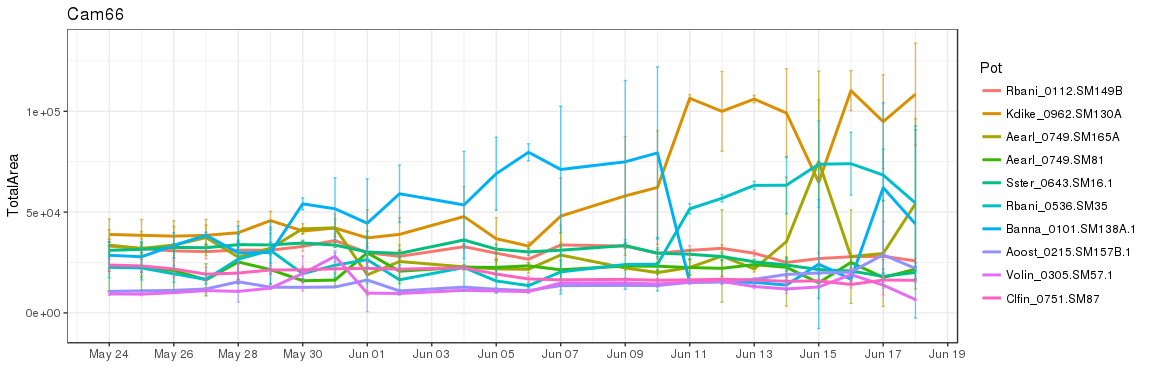 Cam66
TotalArea
1e+05
5e+04
0e+00
May 24 May 26 May 28 May 30 Jun 01 Jun 03 Jun 05 Jun 07 Jun 09 Jun 11 Jun 13 Jun 15 Jun 17 Jun 19
Pot
Rbani_0112.SM149B
Kdike_0962.SM130A
Aearl_0749.SM165A
Aearl_0749.SM81
Sster_0643.SM16.1
Rbani_0536.SM35
Banna_0101.SM138A.1
Aoost_0215.SM157B.1
Volin_0305.SM57.1
Clfin_0751.SM87